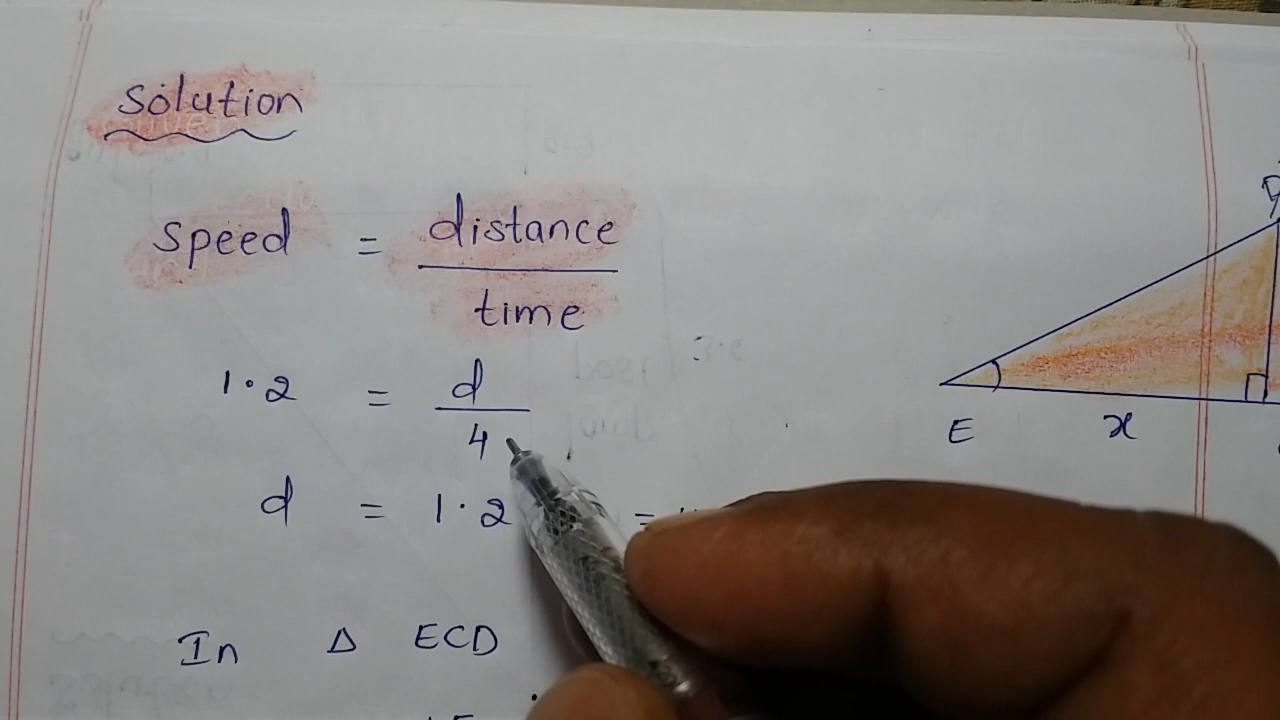 Solution
Speed = distance
time
1.2 = d
4
d = 1.2 =
E x
In Δ ECD